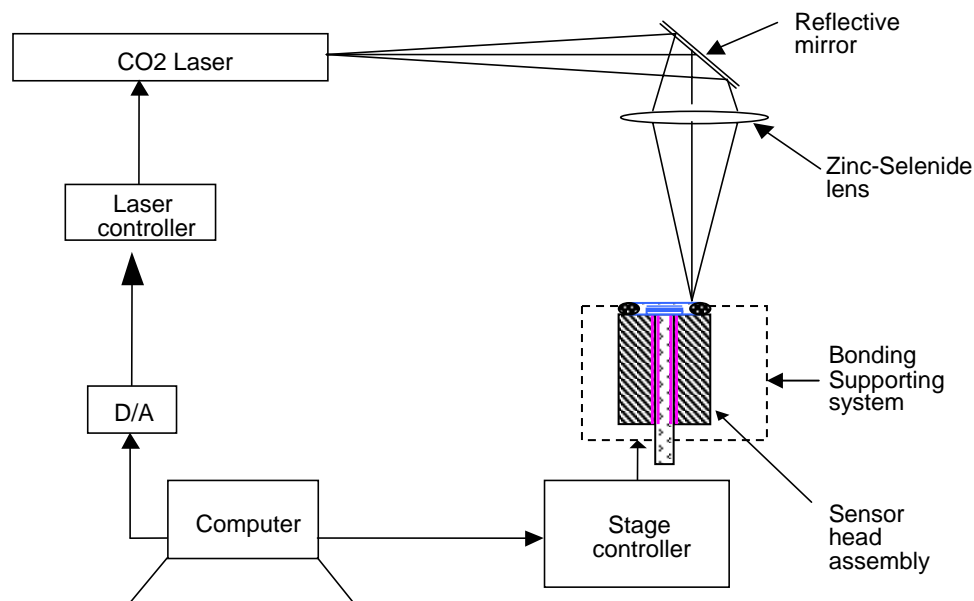 Reflective
mirror
CO2 Laser
Zinc-Selenide
lens
Laser
controller
Bonding
Supporting
system
D/A
Computer
Stage
controller
Sensor
head
assembly